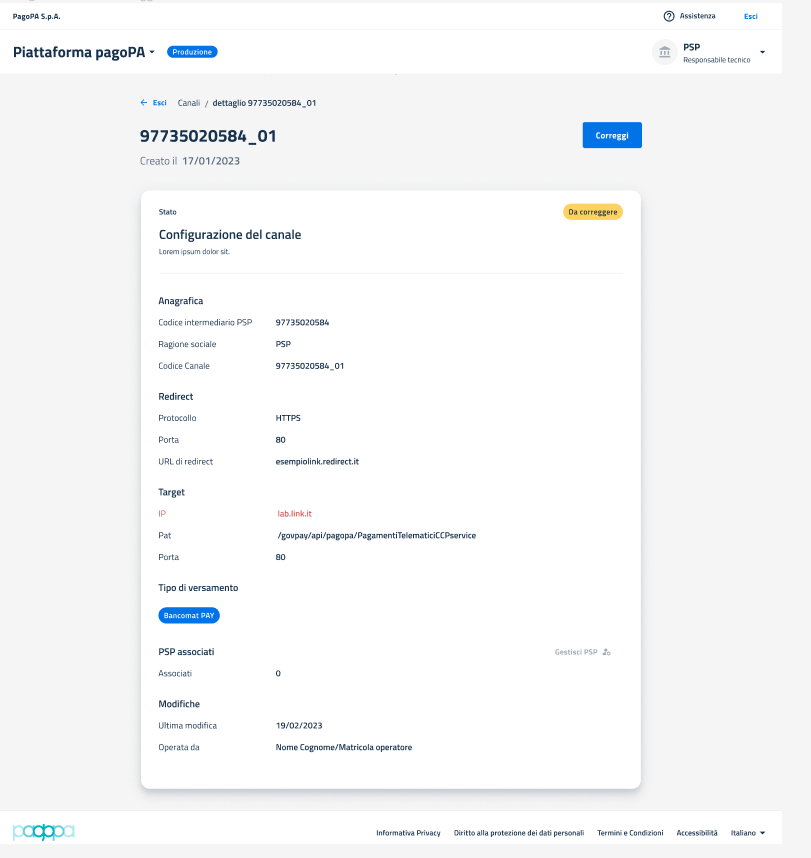 PagoPA S.p.A.
Assistenza
Esci
Piattaforma pagoPA
Produzione
PSP
Responsabile tecnico
← Esci Canali / dettaglio 97735020584_01
97735020584_01
Correggi
Creato il 17/01/2023
Stato
Da correggere
Configurazione del canale
Lorem ipsum dolor sit.
Anagrafica
Codice intermediario PSP 97735020584
Ragione sociale PSP
Codice Canale 97735020584_01
Redirect
Protocollo HTTPS
Porta 80
URL di redirect esempiolink.redirect.it
Target
IP lab.link.it
Pat /govpay/api/pagopa/PagamentiTelematiciCCPservice
Porta 80
Tipo di versamento
Bancomat PAY
PSP associati
Gestisci PSP
Associati 0
Modifiche
Ultima modifica 19/02/2023
Operata da Nome Cognome/Matricola operatore
pagopa
Informativa Privacy Diritto alla protezione dei dati personali Termini e Condizioni Accessibilità Italiano